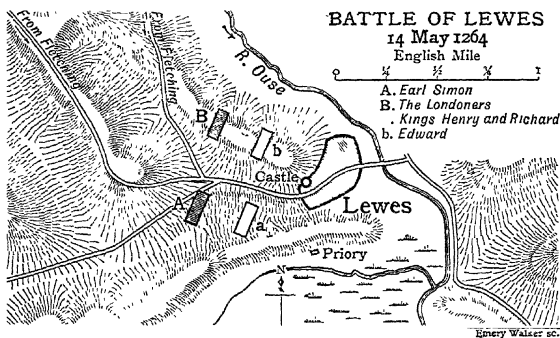 BATTLE OF LEWES
14 May 1264
English Mile
0 ¼ ½ ¾ 1
A. Earl Simon
B. The Londoners
. Kings Henry and Richard
b. Edward
From Fletching
From Fletching
R. Ouse
B
b
Castle
A
a
Lewes
Priory
N
Emery Walker sc.